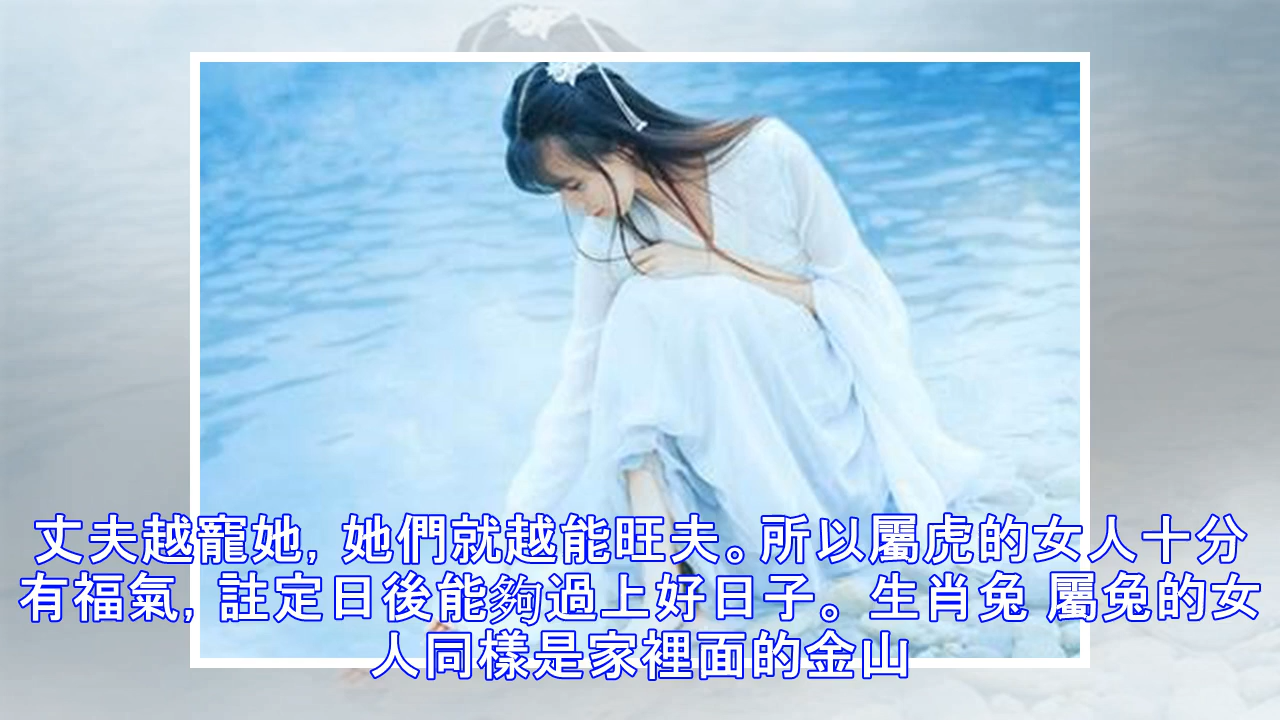 丈夫越寵她, 她們就越能旺夫。所以屬虎的女人十分
有福氣, 註定日後能夠過上好日子。生肖兔 屬兔的女
人同樣是家裡面的金山